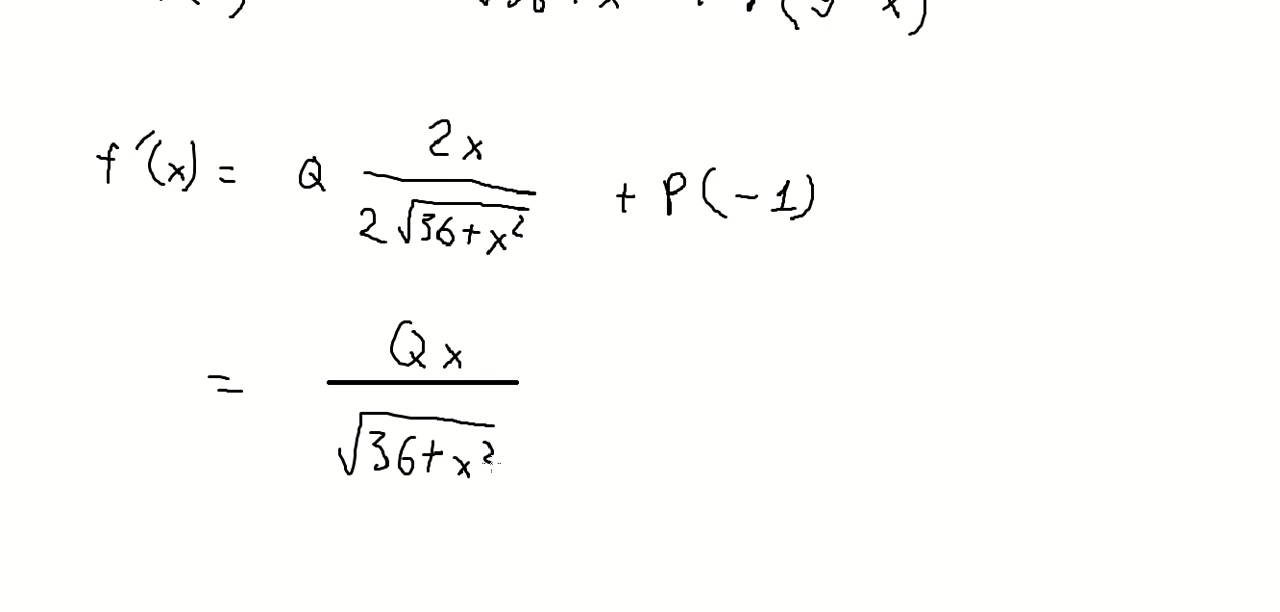 f'(x) = Q 2x / 2√36+x² + P(-1)
= Qx / √36+x²